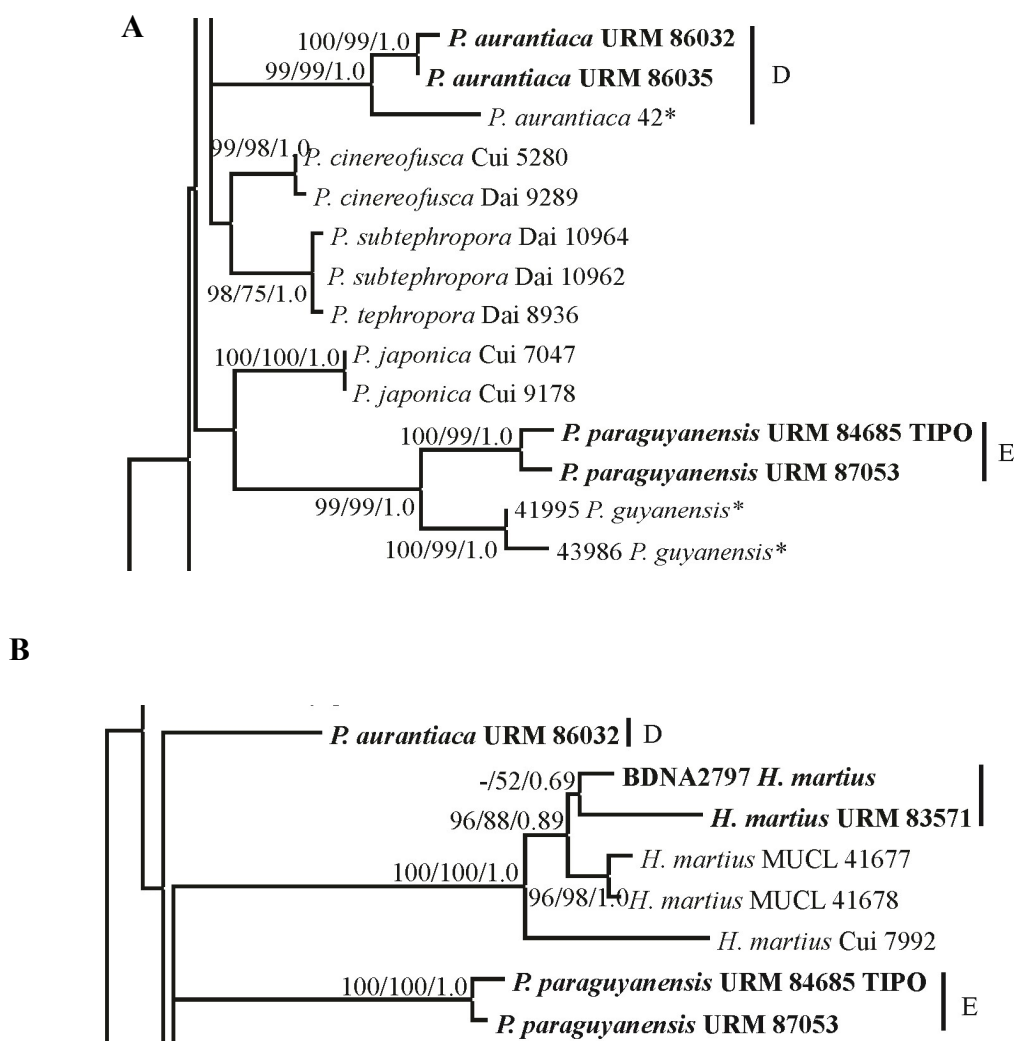 A
100/99/1.0
P. aurantiaca URM 86032
99/99/1.0
P. aurantiaca URM 86035
D
P. aurantiaca 42*
99/98/1.0
P. cinereofusca Cui 5280
P. cinereofusca Dai 9289
P. subtephropora Dai 10964
P. subtephropora Dai 10962
98/75/1.0
P. tephropora Dai 8936
100/100/1.0
P. japonica Cui 7047
P. japonica Cui 9178
100/99/1.0
P. paraguyanensis URM 84685 TIPO
E
P. paraguyanensis URM 87053
99/99/1.0
41995 P. guyanensis*
100/99/1.0
43986 P. guyanensis*
B
P. aurantiaca URM 86032
D
-/52/0.69
BDNA2797 H. martius
96/88/0.89
H. martius URM 83571
H. martius MUCL 41677
100/100/1.0
96/98/1.0
H. martius MUCL 41678
H. martius Cui 7992
100/100/1.0
P. paraguyanensis URM 84685 TIPO
E
P. paraguyanensis URM 87053